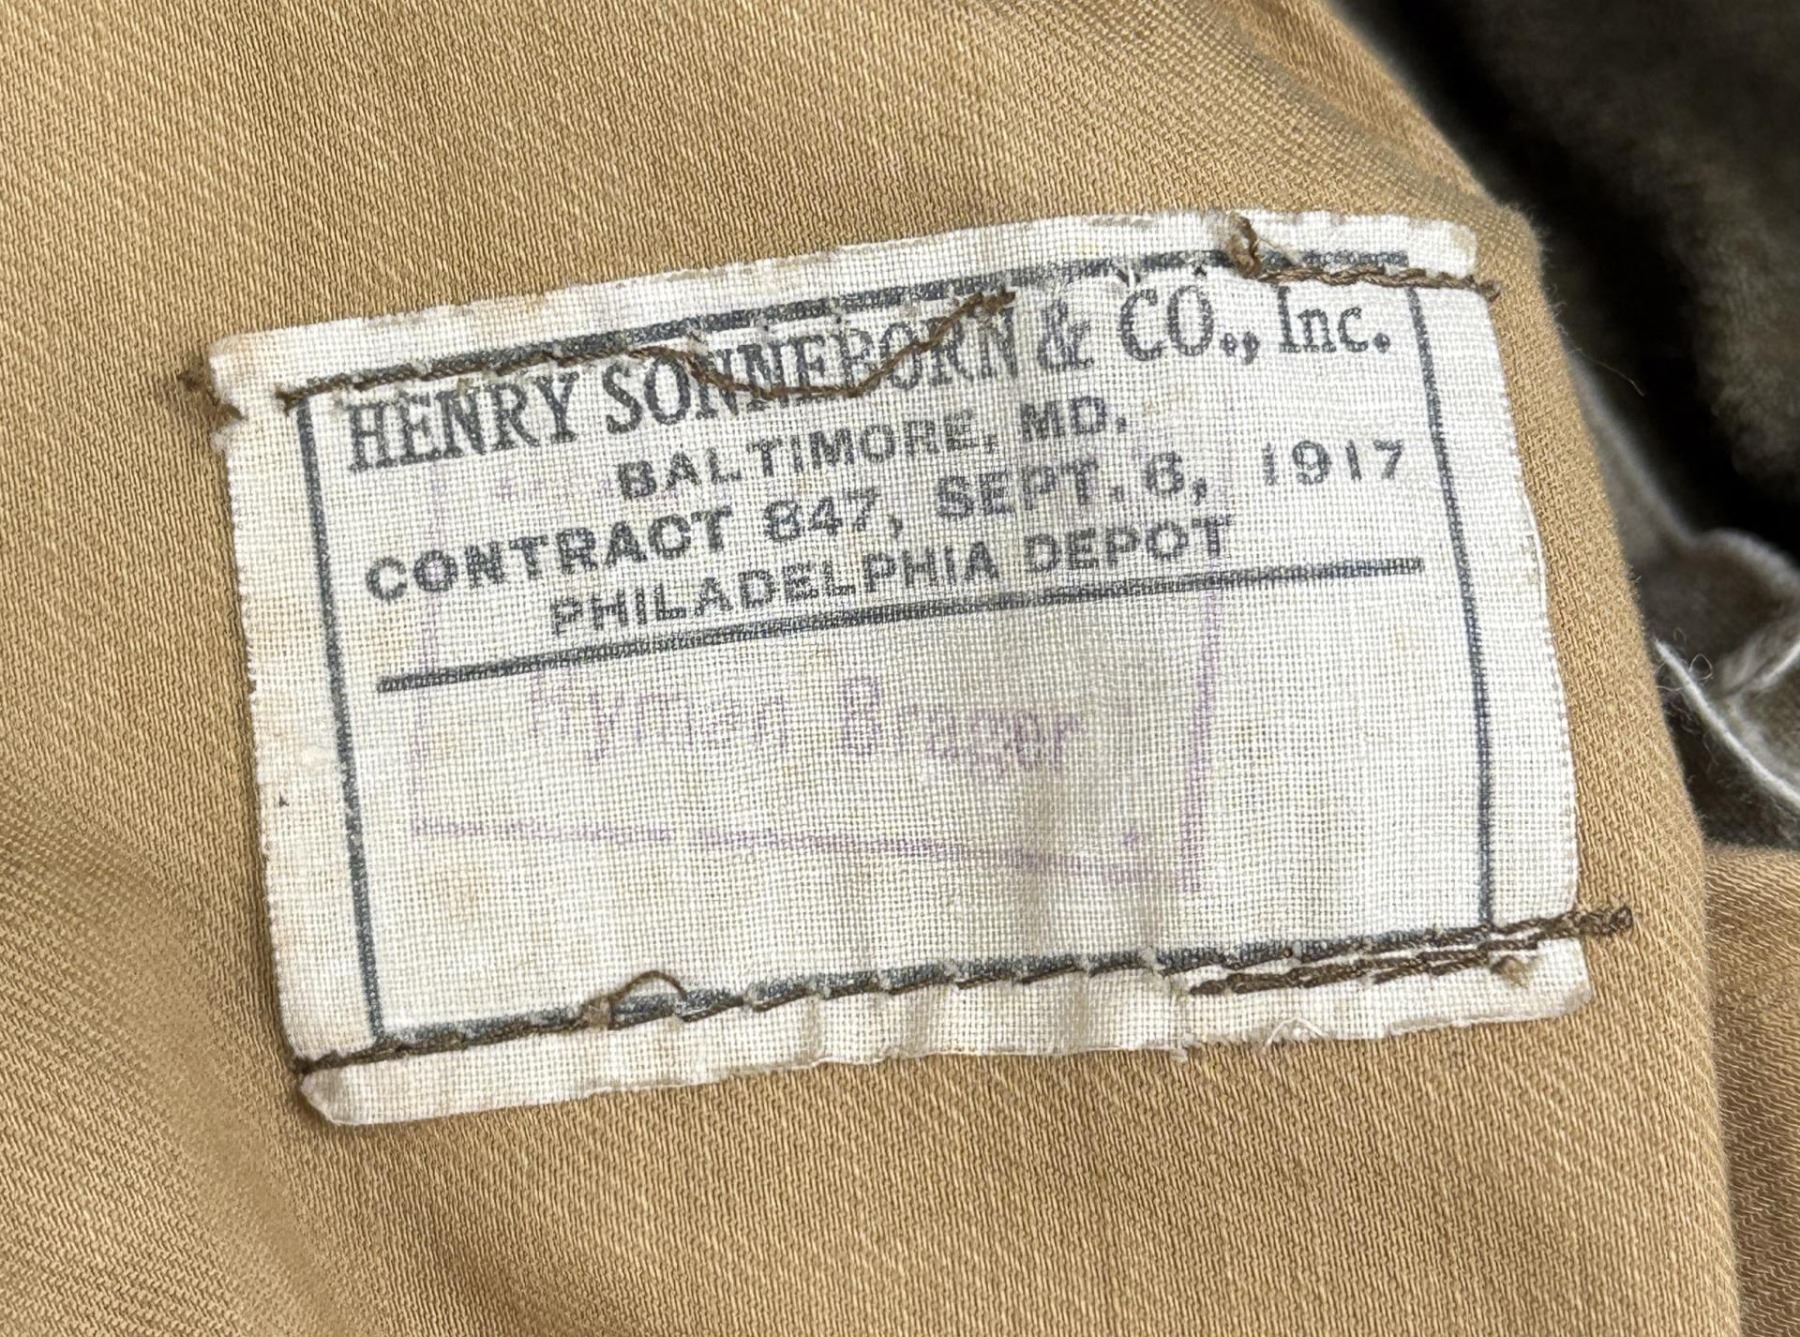 HENRY SONNEBORN & CO., Inc.
BALTIMORE, MD.
CONTRACT 847, SEPT. 6, 1917
PHILADELPHIA DEPOT
Hyman Brager